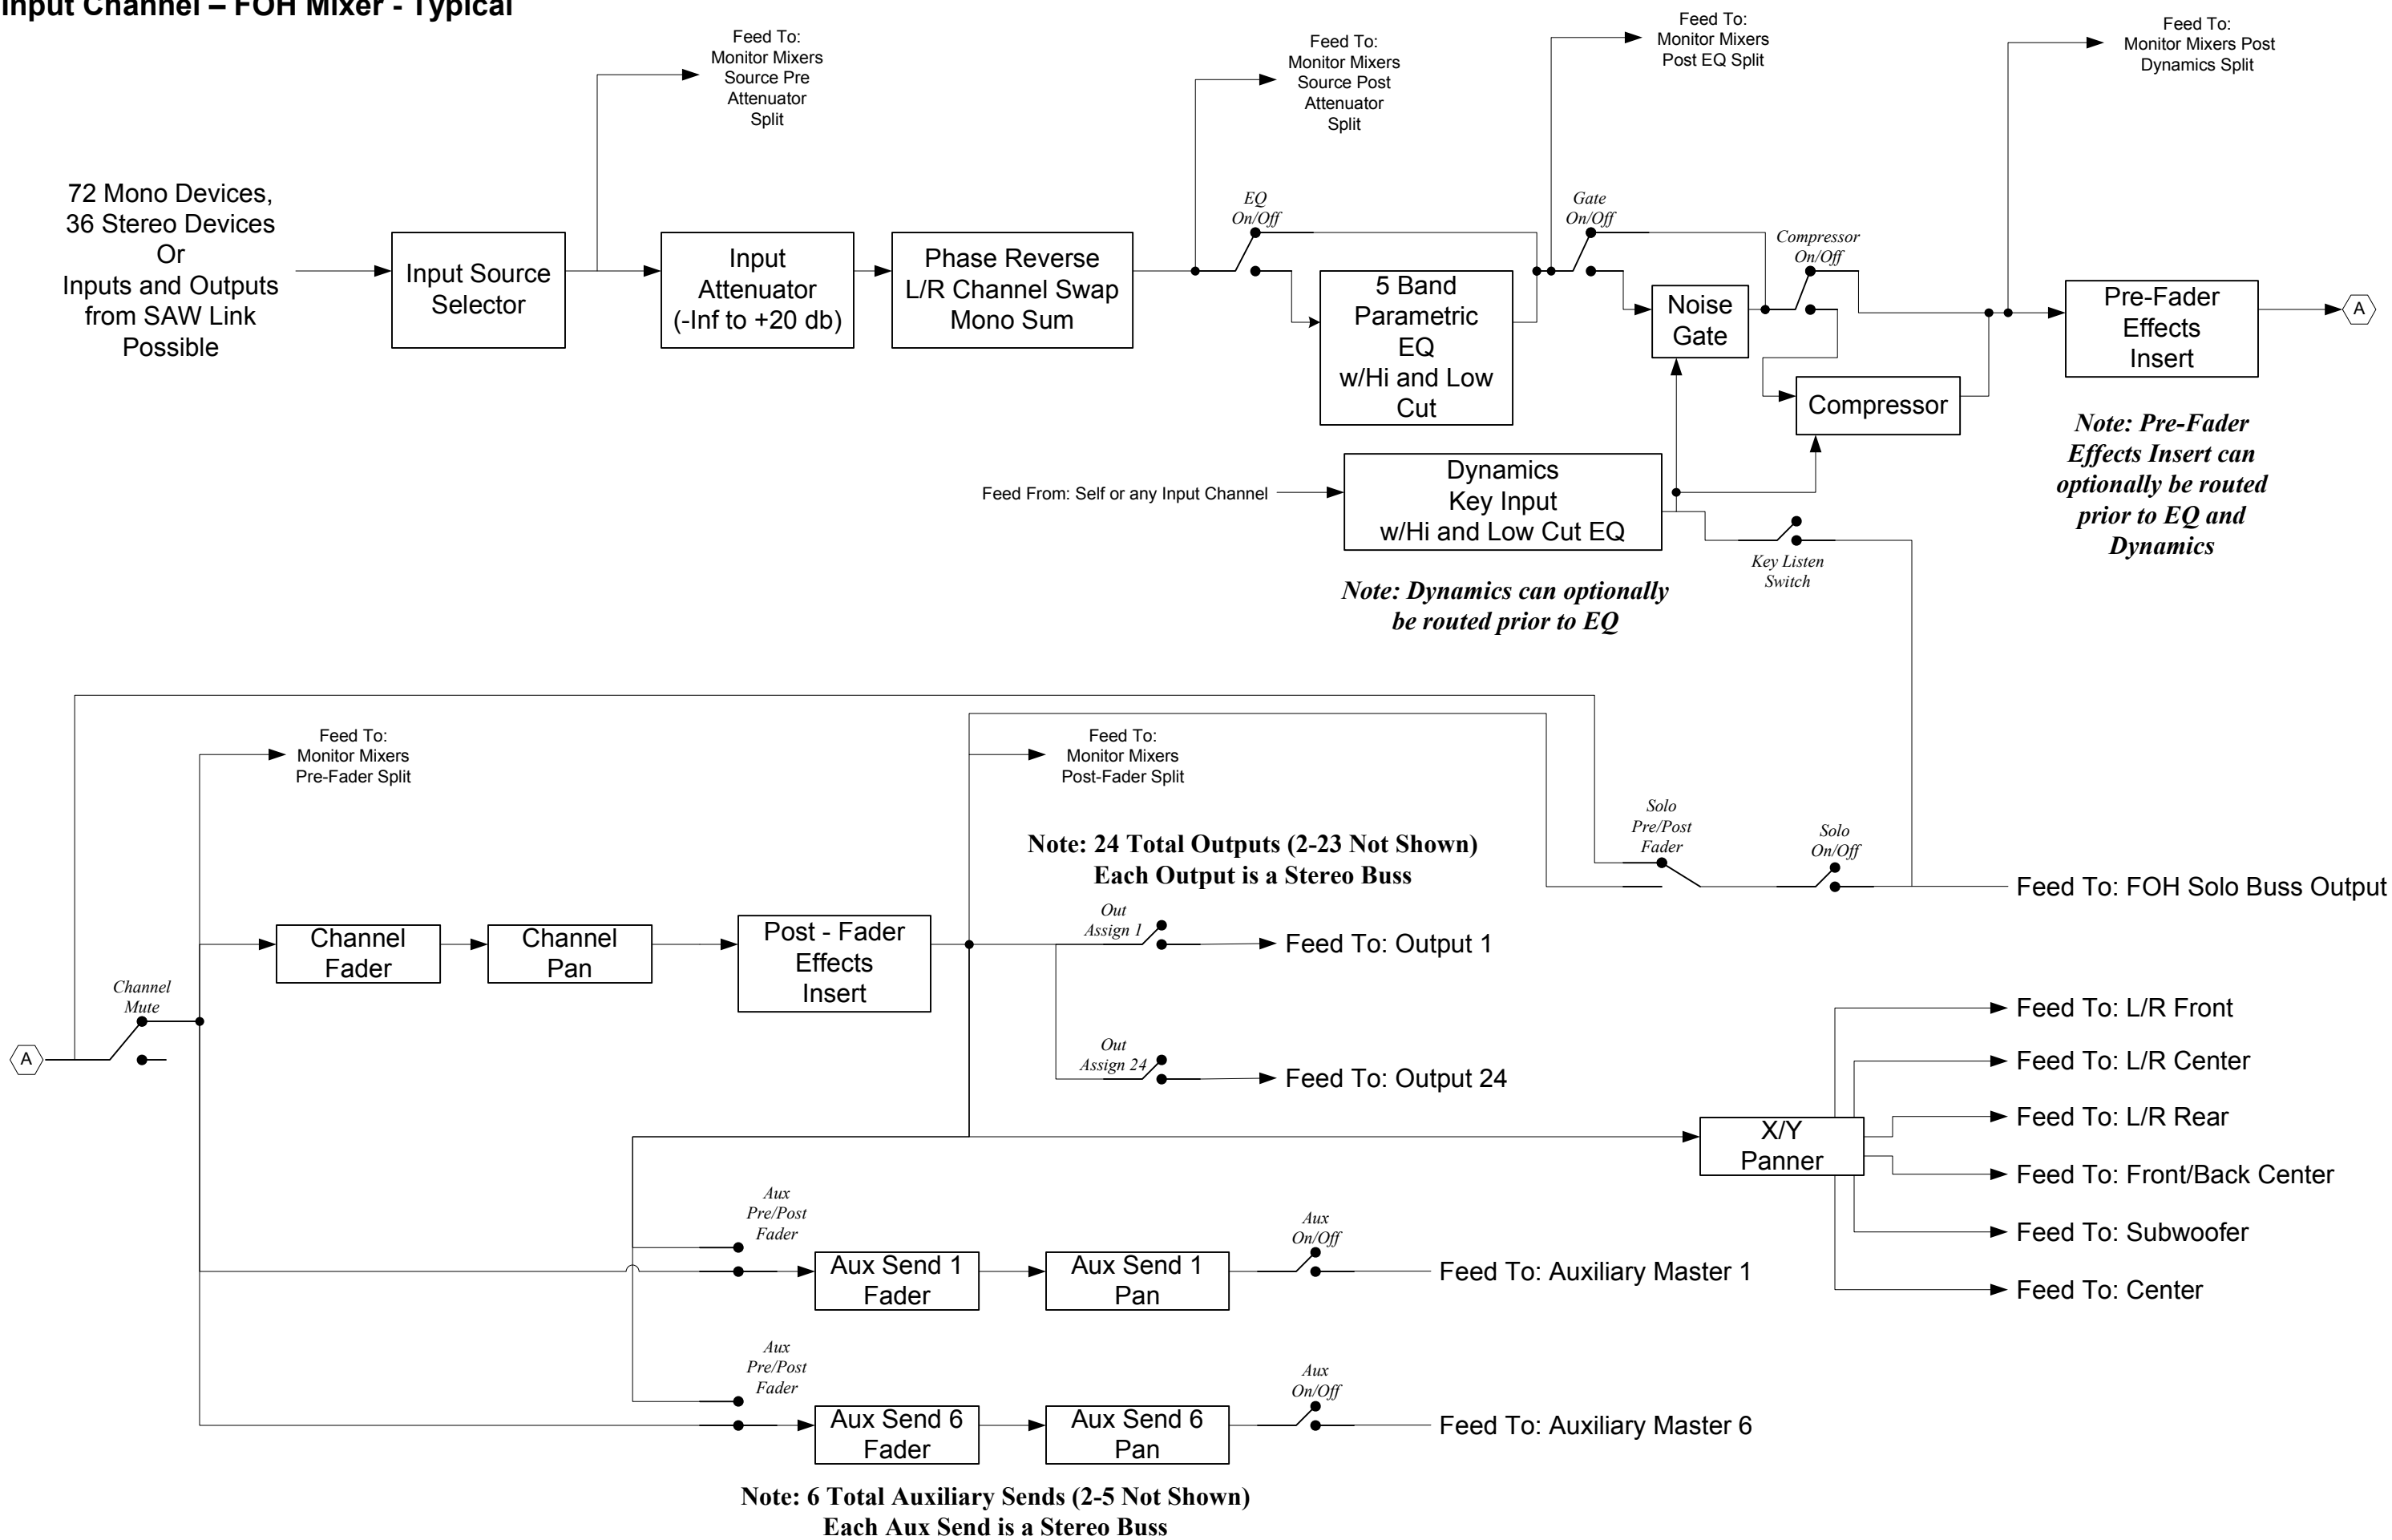 Input Channel – FOH Mixer - Typical
Feed To:
Monitor Mixers
Source Pre
Attenuator
Split
Feed To:
Monitor Mixers
Source Post
Attenuator
Split
Feed To:
Monitor Mixers
Post EQ Split
Feed To:
Monitor Mixers Post
Dynamics Split
72 Mono Devices,
36 Stereo Devices
Or
Inputs and Outputs
from SAW Link
Possible
Input Source
Selector
Input
Attenuator
(-Inf to +20 db)
Phase Reverse
L/R Channel Swap
Mono Sum
EQ
On/Off
5 Band
Parametric
EQ
w/Hi and Low
Cut
Gate
On/Off
Noise
Gate
Compressor
On/Off
Compressor
Pre-Fader
Effects
Insert
A
Note: Pre-Fader
Effects Insert can
optionally be routed
prior to EQ and
Dynamics
Feed From: Self or any Input Channel
Dynamics
Key Input
w/Hi and Low Cut EQ
Key Listen
Switch
Note: Dynamics can optionally
be routed prior to EQ
Feed To:
Monitor Mixers
Pre-Fader Split
Feed To:
Monitor Mixers
Post-Fader Split
Solo
Pre/Post
Fader
Solo
On/Off
Feed To: FOH Solo Buss Output
Note: 24 Total Outputs (2-23 Not Shown)
Each Output is a Stereo Buss
A
Channel
Mute
Channel
Fader
Channel
Pan
Post - Fader
Effects
Insert
Out
Assign 1
Feed To: Output 1
Out
Assign 24
Feed To: Output 24
X/Y
Panner
Feed To: L/R Front
Feed To: L/R Center
Feed To: L/R Rear
Feed To: Front/Back Center
Feed To: Subwoofer
Feed To: Center
Aux
Pre/Post
Fader
Aux Send 1
Fader
Aux Send 1
Pan
Aux
On/Off
Feed To: Auxiliary Master 1
Aux
Pre/Post
Fader
Aux Send 6
Fader
Aux Send 6
Pan
Aux
On/Off
Feed To: Auxiliary Master 6
Note: 6 Total Auxiliary Sends (2-5 Not Shown)
Each Aux Send is a Stereo Buss